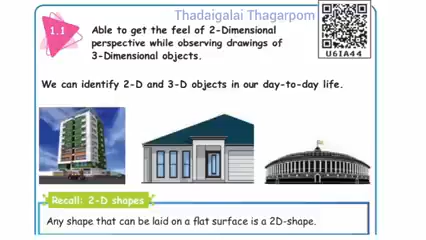 Thadaigalai Thagarpom
1.1
Able to get the feel of 2-Dimensional
perspective while observing drawings of
3-Dimensional objects.
U6IA44
We can identify 2-D and 3-D objects in our day-to-day life.
Recall: 2-D shapes
Any shape that can be laid on a flat surface is a 2D-shape.